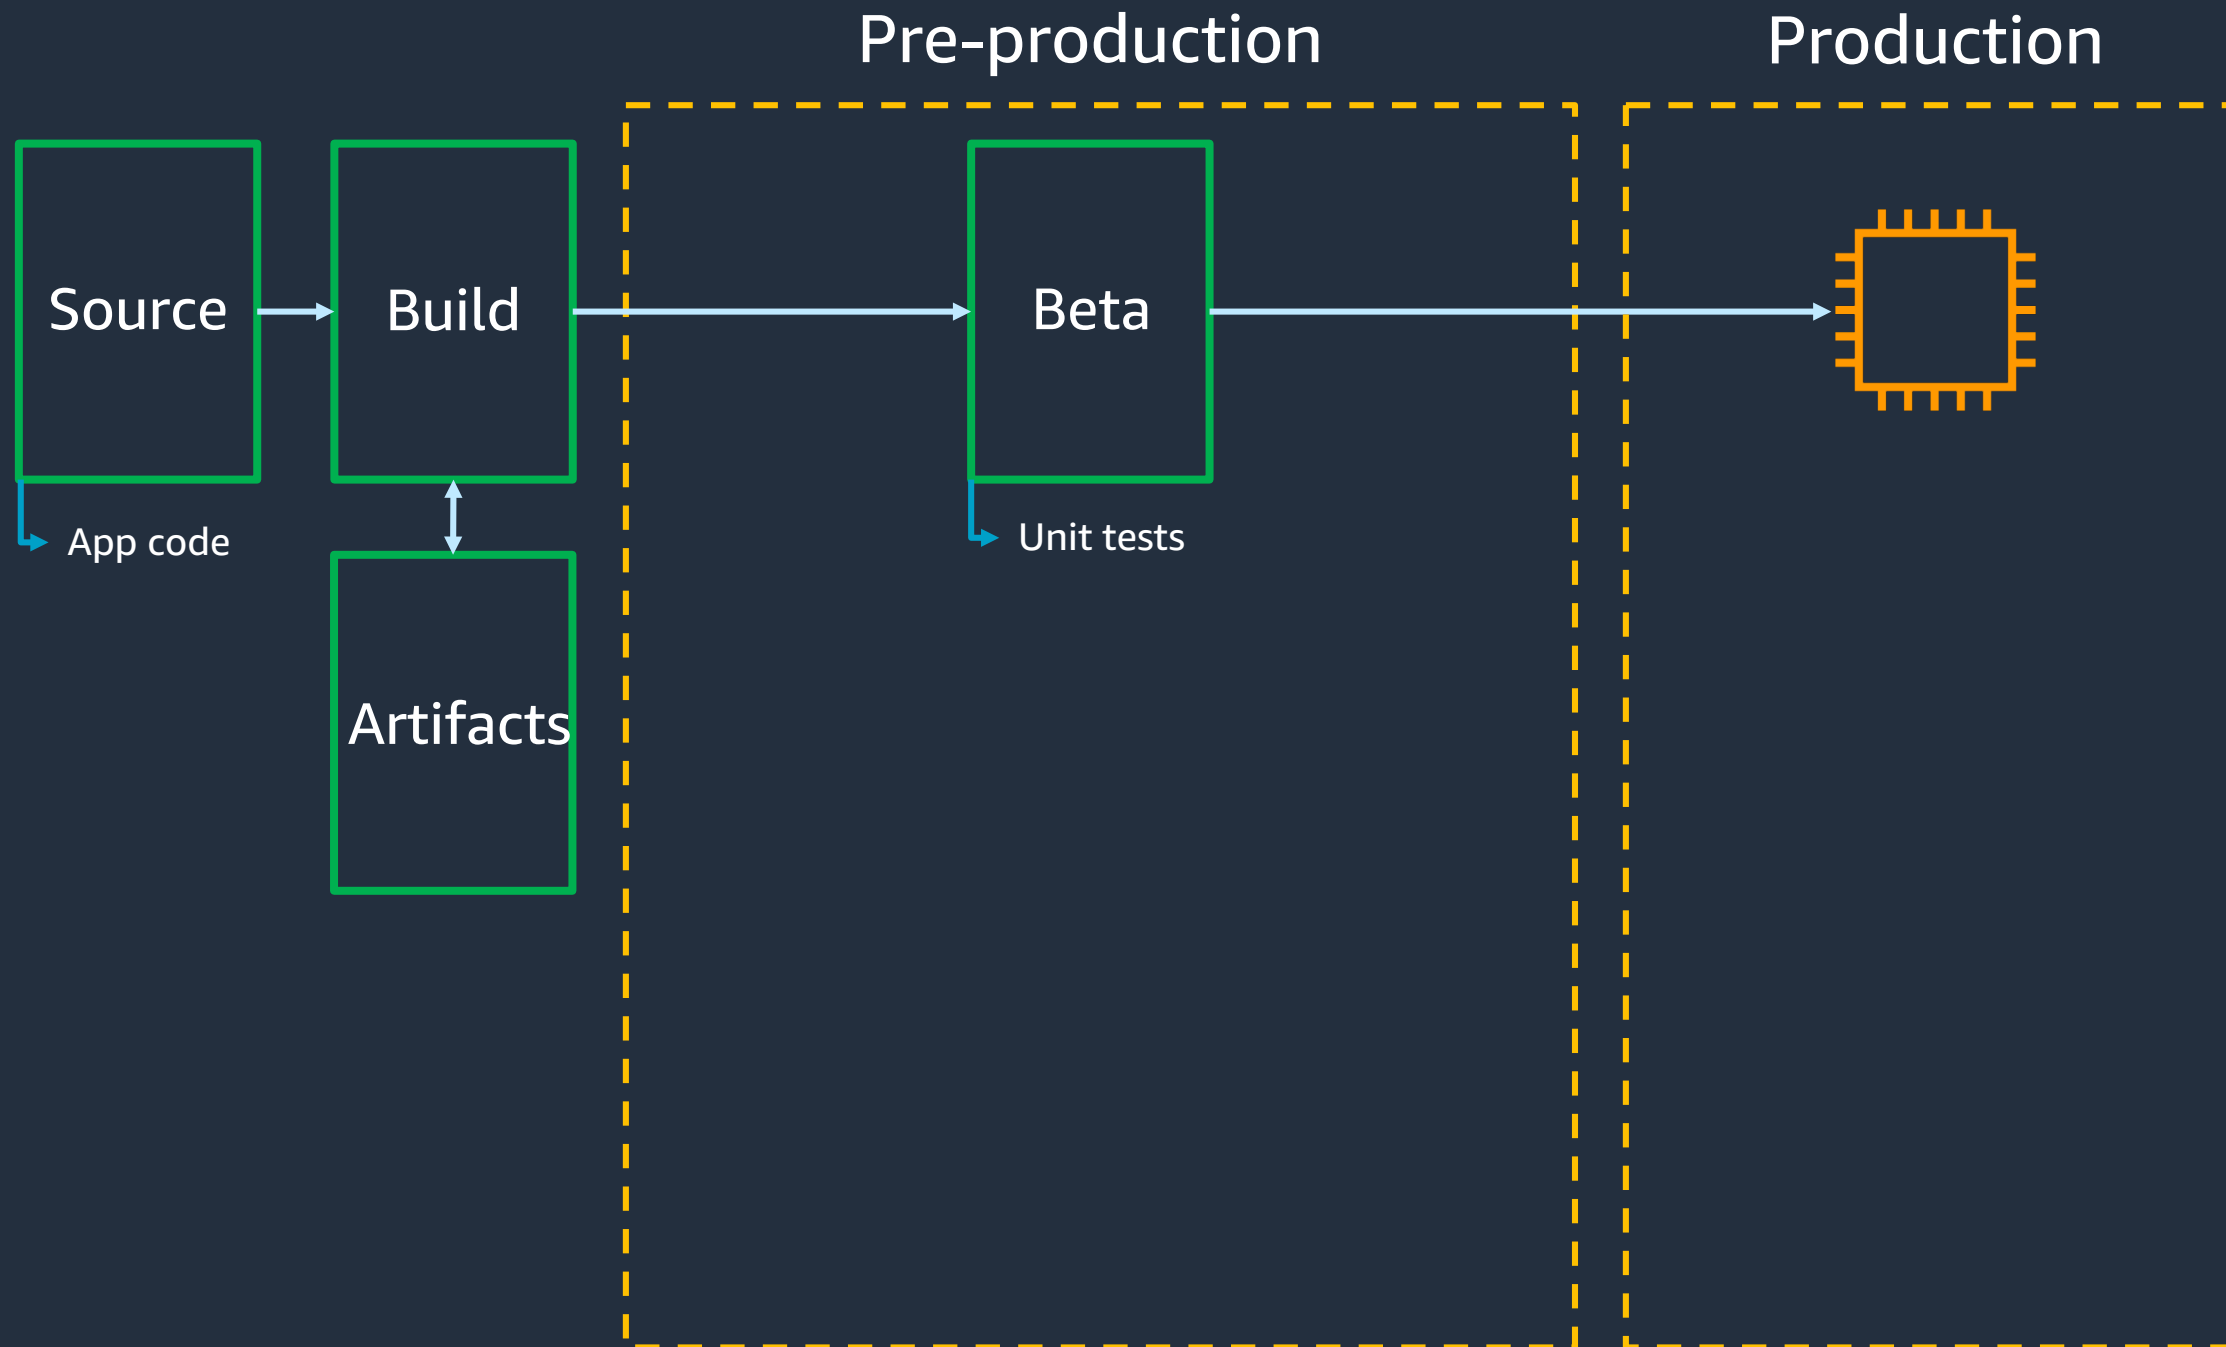 Pre-production
Production
Source
Build
Beta
App code
Unit tests
Artifacts